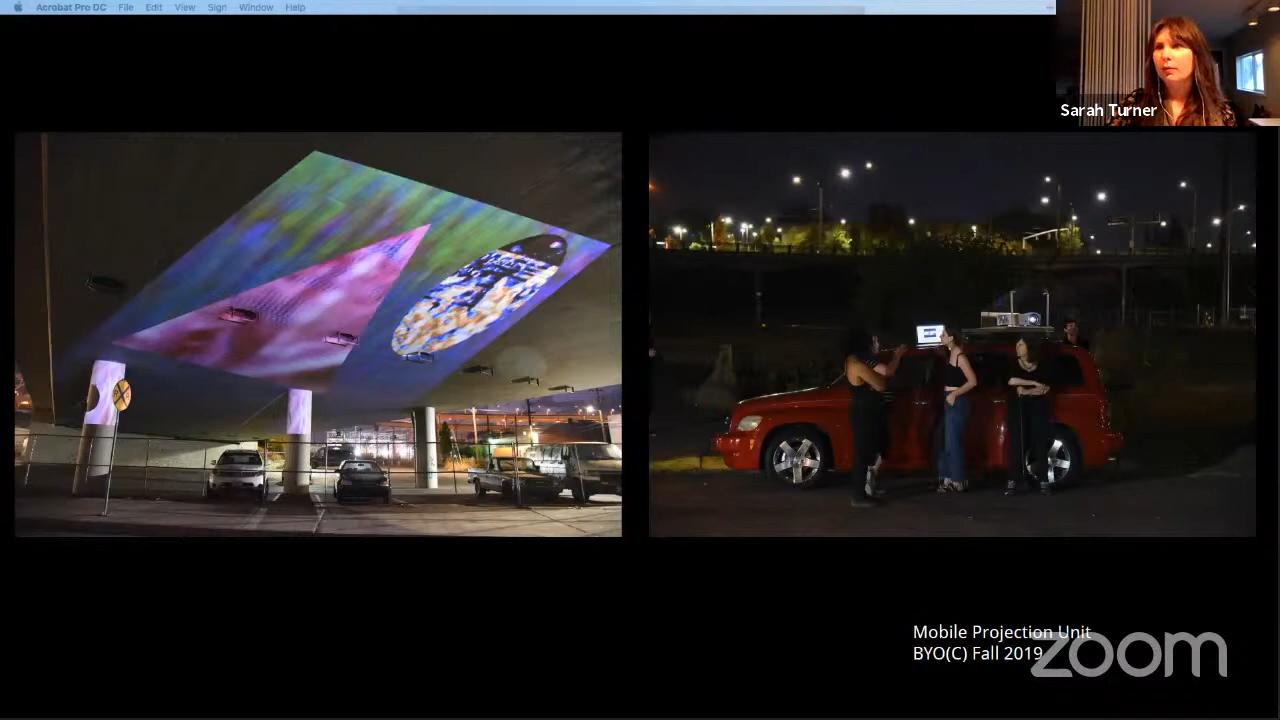 Acrobat Pro DC File Edit View Sign Window Help
Sarah Turner
Mobile Projection Unit
BYO(C) Fall 2019
zoom